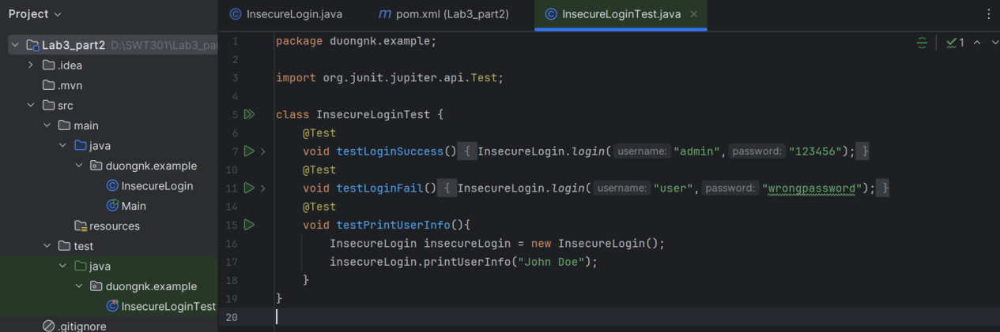 Project
InsecureLogin.java
pom.xml (Lab3_part2)
InsecureLoginTest.java
Lab3_part2 D:\SWT301\Lab3_pa
.idea
.mvn
src
main
java
duongnk.example
InsecureLogin
Main
resources
test
java
duongnk.example
InsecureLoginTest
.gitignore
1
1 package duongnk.example;
2
3 import org.junit.jupiter.api.Test;
4
5 class InsecureLoginTest {
6 @Test
7 void testLoginSuccess() { InsecureLogin.login( username: "admin", password: "123456"); }
10 @Test
11 void testLoginFail() { InsecureLogin.login( username: "user", password: "wrongpassword"); }
14 @Test
15 void testPrintUserInfo(){
16 InsecureLogin insecureLogin = new InsecureLogin();
17 insecureLogin.printUserInfo("John Doe");
18 }
19 }
20